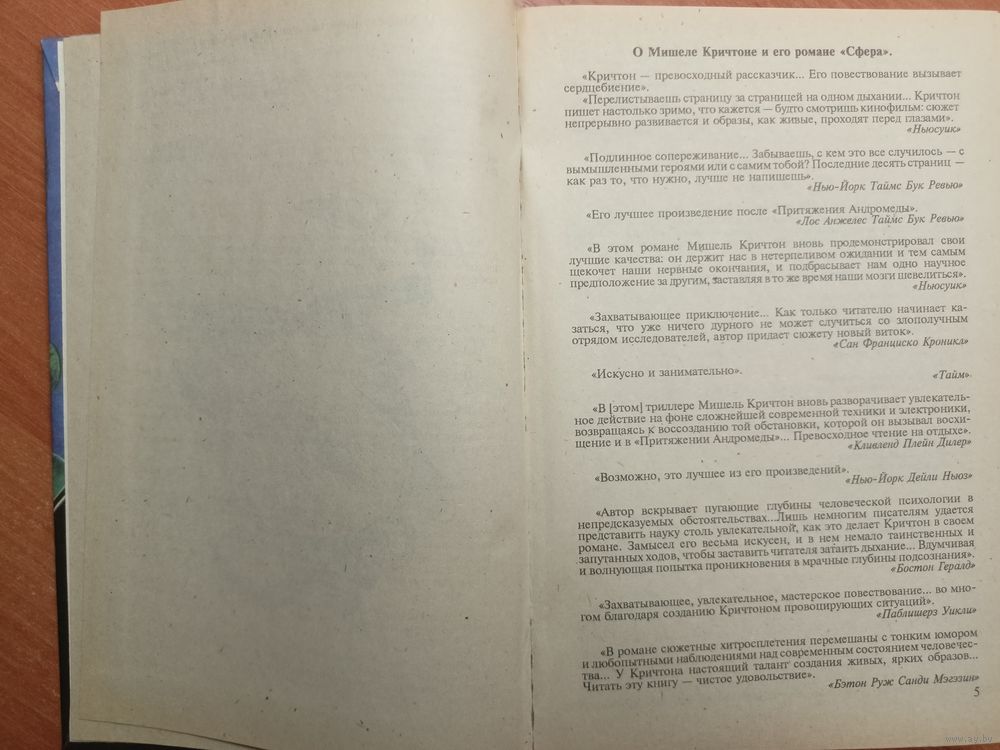 О Мишеле Кричтоне и его романе «Сфера».
«Кричтон — превосходный рассказчик... Его повествование вызывает
сердцебиение».
«Перелистываешь страницу за страницей на одном дыхании... Кричтон
пишет настолько зримо, что кажется — будто смотришь кинофильм: сюжет
непрерывно развивается и образы, как живые, проходят перед глазами».
«Ньюсуик»
«Подлинное сопереживание... Забываешь, с кем это все случилось — с
вымышленными героями или с самим тобой? Последние десять страниц —
как раз то, что нужно, лучше не напишешь».
«Нью-Йорк Таймс Бук Ревью»
«Его лучшее произведение после «Притяжения Андромеды».
«Лос Анжелес Таймс Бук Ревью»
«В этом романе Мишель Кричтон вновь продемонстрировал свои
лучшие качества: он держит нас в нетерпеливом ожидании и тем самым
щекочет наши нервные окончания, и подбрасывает нам одно научное
предположение за другим, заставляя в то же время наши мозги шевелиться».
«Ньюсуик»
«Захватывающее приключение... Как только читателю начинает ка-
заться, что уже ничего дурного не может случиться со злополучным
отрядом исследователей, автор придает сюжету новый виток».
«Сан Франциско Кроникл»
«Искусно и занимательно».
«Тайм»
«В [этом] триллере Мишель Кричтон вновь разворачивает увлекатель-
ное действие на фоне сложнейшей современной техники и электроники,
возвращаясь к воссозданию той обстановки, которой он вызывал восхи-
щение и в «Притяжении Андромеды»... Превосходное чтение на отдыхе».
«Кливленд Плейн Дилер»
«Возможно, это лучшее из его произведений».
«Нью-Йорк Дейли Ньюз»
«Автор вскрывает пугающие глубины человеческой психологии в
непредсказуемых обстоятельствах...Лишь немногим писателям удается
представить науку столь увлекательной, как это делает Кричтон в своем
романе. Замысел его весьма искусен, и в нем немало таинственных и
запутанных ходов, чтобы заставить читателя затаить дыхание... Вдумчивая
и волнующая попытка проникновения в мрачные глубины подсознания».
«Бостон Геральд»
«Захватывающее, увлекательное, мастерское повествование... во мно-
гом благодаря созданию Кричтоном провоцирующих ситуаций».
«Паблишерз Уикли»
«В романе сюжетные хитросплетения перемешаны с тонким юмором
и любопытными наблюдениями над современным состоянием человечес-
тва... У Кричтона настоящий талант создания живых, ярких образов...
Читать эту книгу — чистое удовольствие».
«Бэтон Руж Санди Мэгэзин»
5
www.ay.by